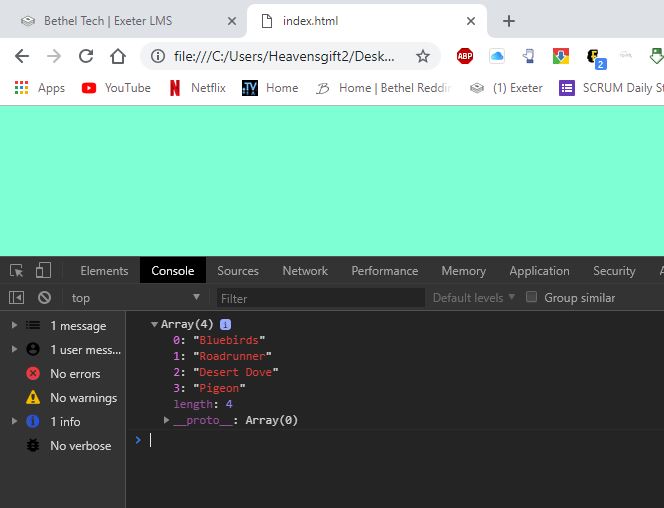 Bethel Tech | Exeter LMS
index.html
file:///C:/Users/Heavensgift2/Desk...
ABP
2
Apps YouTube Netflix TV Home Home | Bethel Reddin (1) Exeter SCRUM Daily St
Elements Console Sources Network Performance Memory Application Security
top Filter Default levels Group similar
1 message
1 user mess...
No errors
No warnings
1 info
No verbose
Array(4) i
0: "Bluebirds"
1: "Roadrunner"
2: "Desert Dove"
3: "Pigeon"
length: 4
__proto__: Array(0)